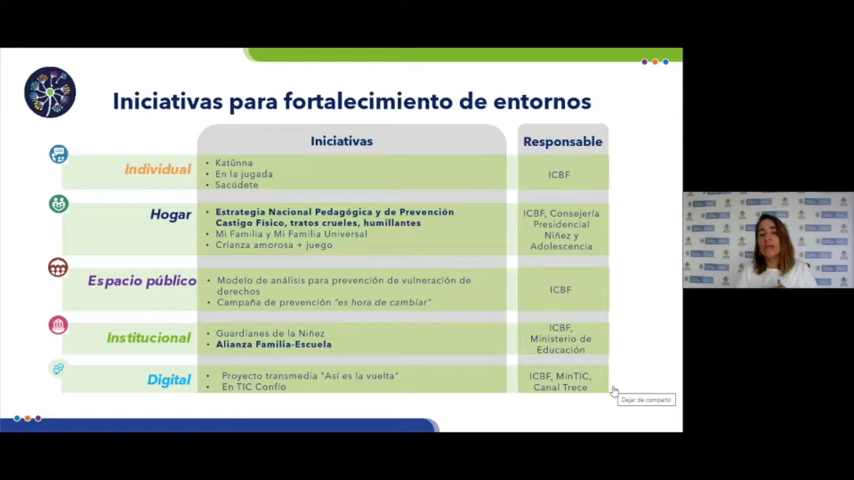 Iniciativas para fortalecimiento de entornos
Iniciativas
Responsable
Individual
• Katünna
• En la jugada
• Sacúdete
ICBF
Hogar
• Estrategia Nacional Pedagógica y de Prevención
Castigo Físico, tratos crueles, humillantes
• Mi Familia y Mi Familia Universal
• Crianza amorosa + juego
ICBF, Consejería
Presidencial
Niñez y
Adolescencia
Espacio público
• Modelo de análisis para prevención de vulneración de
derechos
• Campaña de prevención "es hora de cambiar"
ICBF
Institucional
• Guardianes de la Niñez
• Alianza Familia-Escuela
ICBF,
Ministerio de
Educación
Digital
• Proyecto transmedia "Así es la vuelta"
• En TIC Confío
ICBF, MinTIC,
Canal Trece
Dejar de compartir